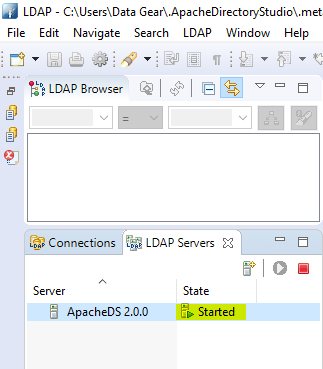 LDAP - C:\Users\Data Gear\.ApacheDirectoryStudio\.met
File Edit Navigate Search LDAP Window Help
LDAP Browser
=
Connections LDAP Servers
Server State
ApacheDS 2.0.0 Started